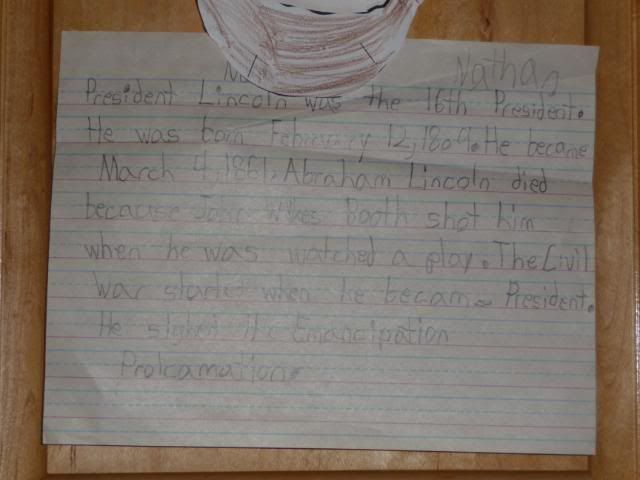 Nathan
President Lincoln was the 16th President.
He was born February 12, 1809. He became
March 4, 1861. Abraham Lincoln died
because John Wilkes Booth shot him
when he was watched a play. The Civil
War started when he became President.
He signed the Emancipation
Prolcamation.